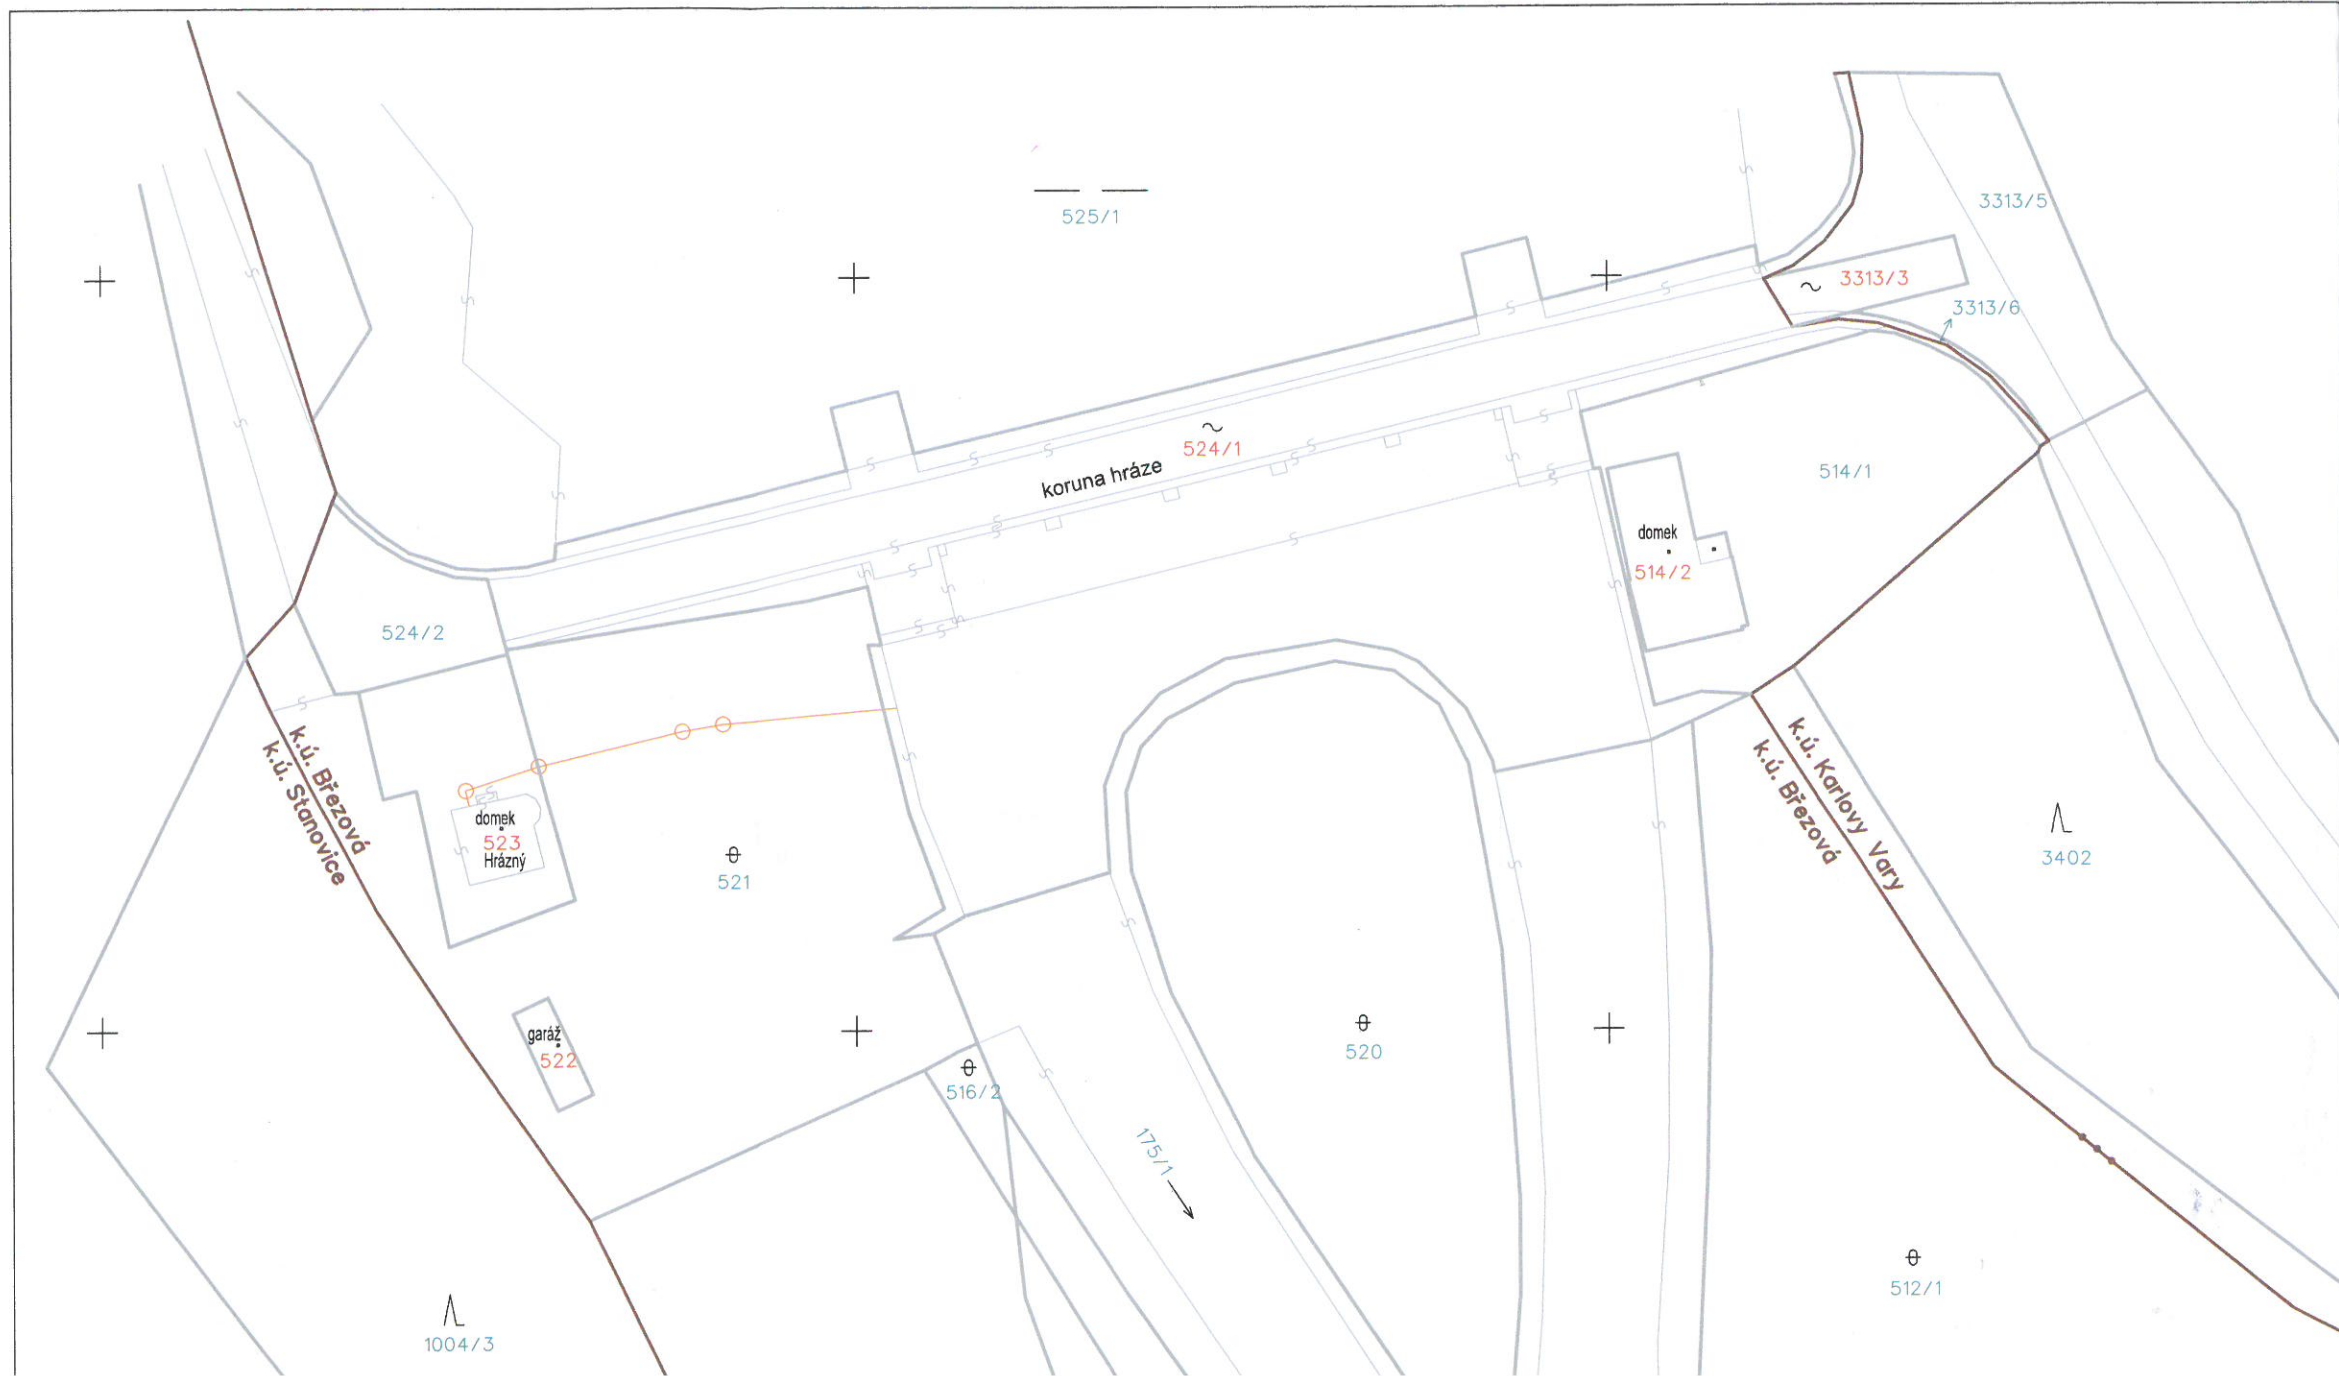 525/1
3313/5
3313/3
3313/6
524/1
koruna hráze
514/1
domek
514/2
524/2
k.ú. Březová
k.ú. Stanovice
domek
523
Hrázný
521
k.ú. Karlovy Vary
k.ú. Březová
3402
garáž
522
516/2
520
175/1
512/1
1004/3